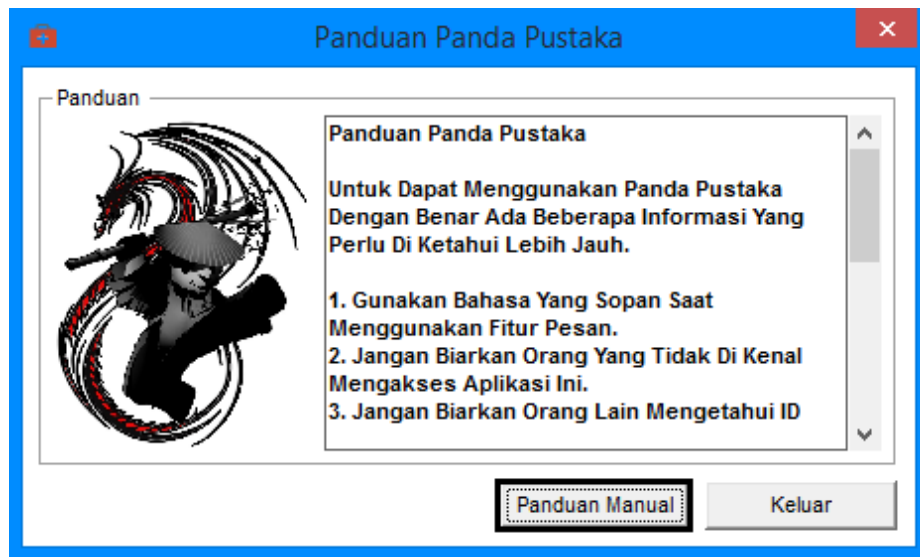 Panduan Panda Pustaka
Panduan
Panduan Panda Pustaka
Untuk Dapat Menggunakan Panda Pustaka
Dengan Benar Ada Beberapa Informasi Yang
Perlu Di Ketahui Lebih Jauh.
1. Gunakan Bahasa Yang Sopan Saat
Menggunakan Fitur Pesan.
2. Jangan Biarkan Orang Yang Tidak Di Kenal
Mengakses Aplikasi Ini.
3. Jangan Biarkan Orang Lain Mengetahui ID
Panduan Manual
Keluar